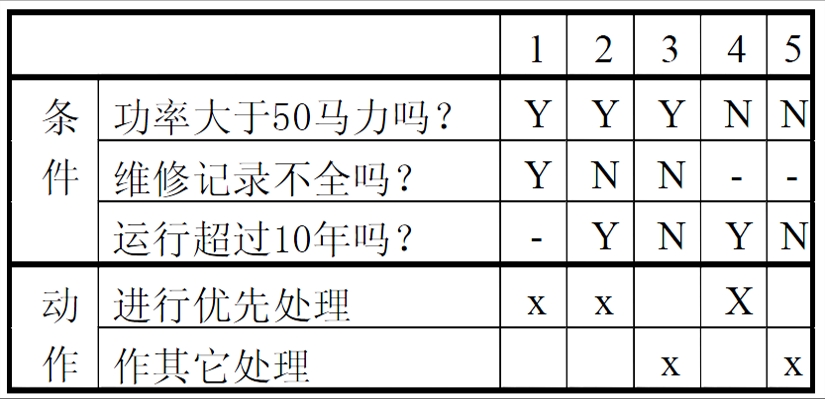 1 2 3 4 5
条 功率大于50马力吗? Y Y Y N N
件 维修记录不全吗? Y N N - -
运行超过10年吗? - Y N Y N
动 进行优先处理 x x X
作 作其它处理 x x